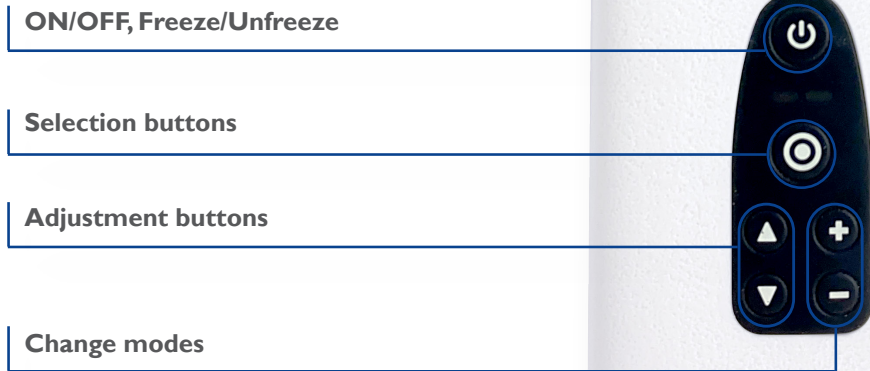 ON/OFF, Freeze/Unfreeze
Selection buttons
Adjustment buttons
Change modes